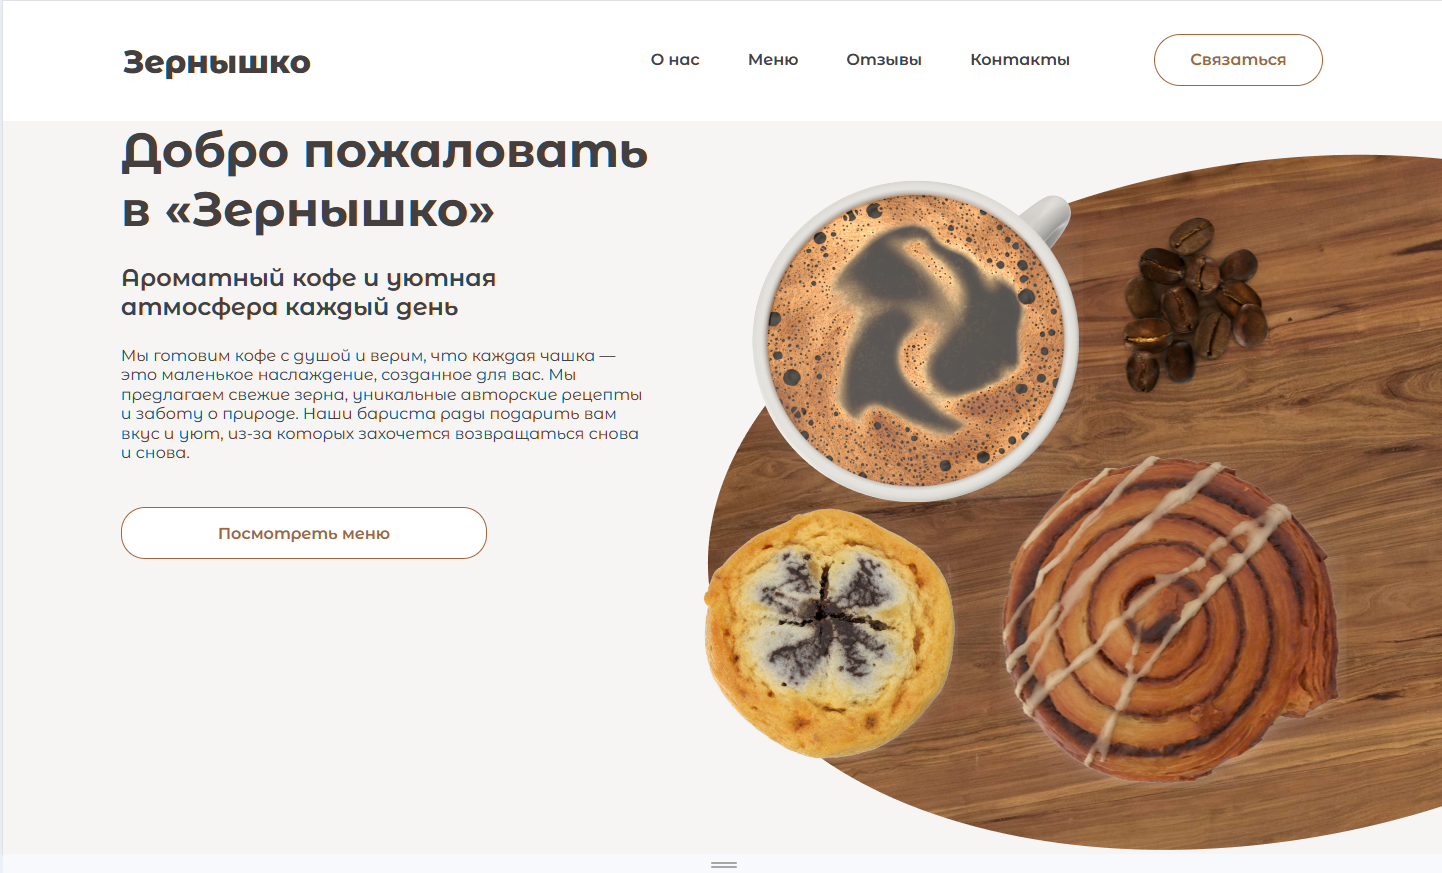 Зернышко
О нас Меню Отзывы Контакты Связаться
Добро пожаловать
в «Зернышко»
Ароматный кофе и уютная
атмосфера каждый день
Мы готовим кофе с душой и верим, что каждая чашка —
это маленькое наслаждение, созданное для вас. Мы
предлагаем свежие зерна, уникальные авторские рецепты
и заботу о природе. Наши бариста рады подарить вам
вкус и уют, из-за которых захочется возвращаться снова
и снова.
Посмотреть меню